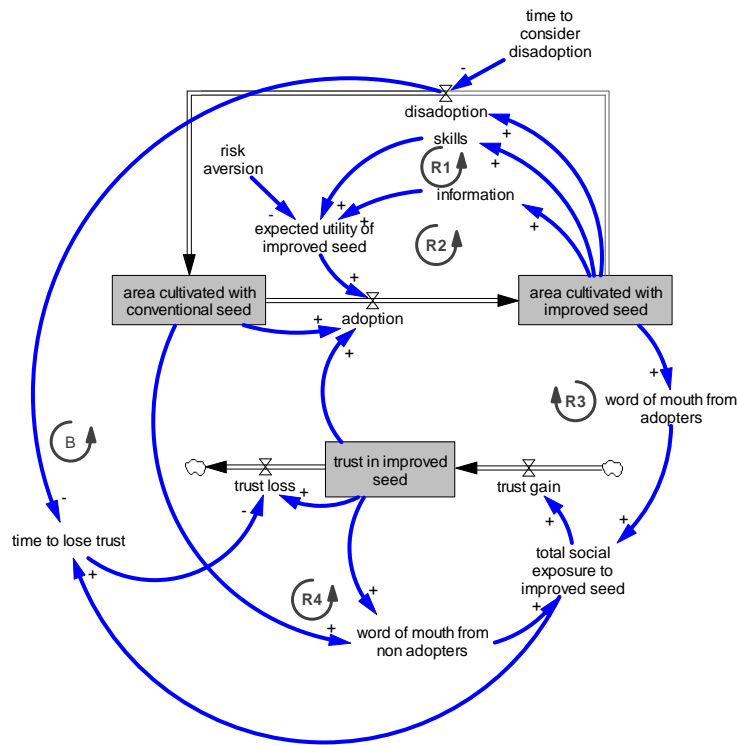 time to
consider
disadoption
-
disadoption
+
skills
+
R1
risk
aversion
-
information
+
+
+
expected utility of
improved seed
R2
+
area cultivated with
conventional seed
area cultivated with
improved seed
+
adoption
+
+
R3
word of mouth from
adopters
B
trust in improved
seed
trust loss
trust gain
-
+
-
+
+
time to lose trust
+
total social
exposure to
improved seed
R4
+
+
+
word of mouth from
non adopters